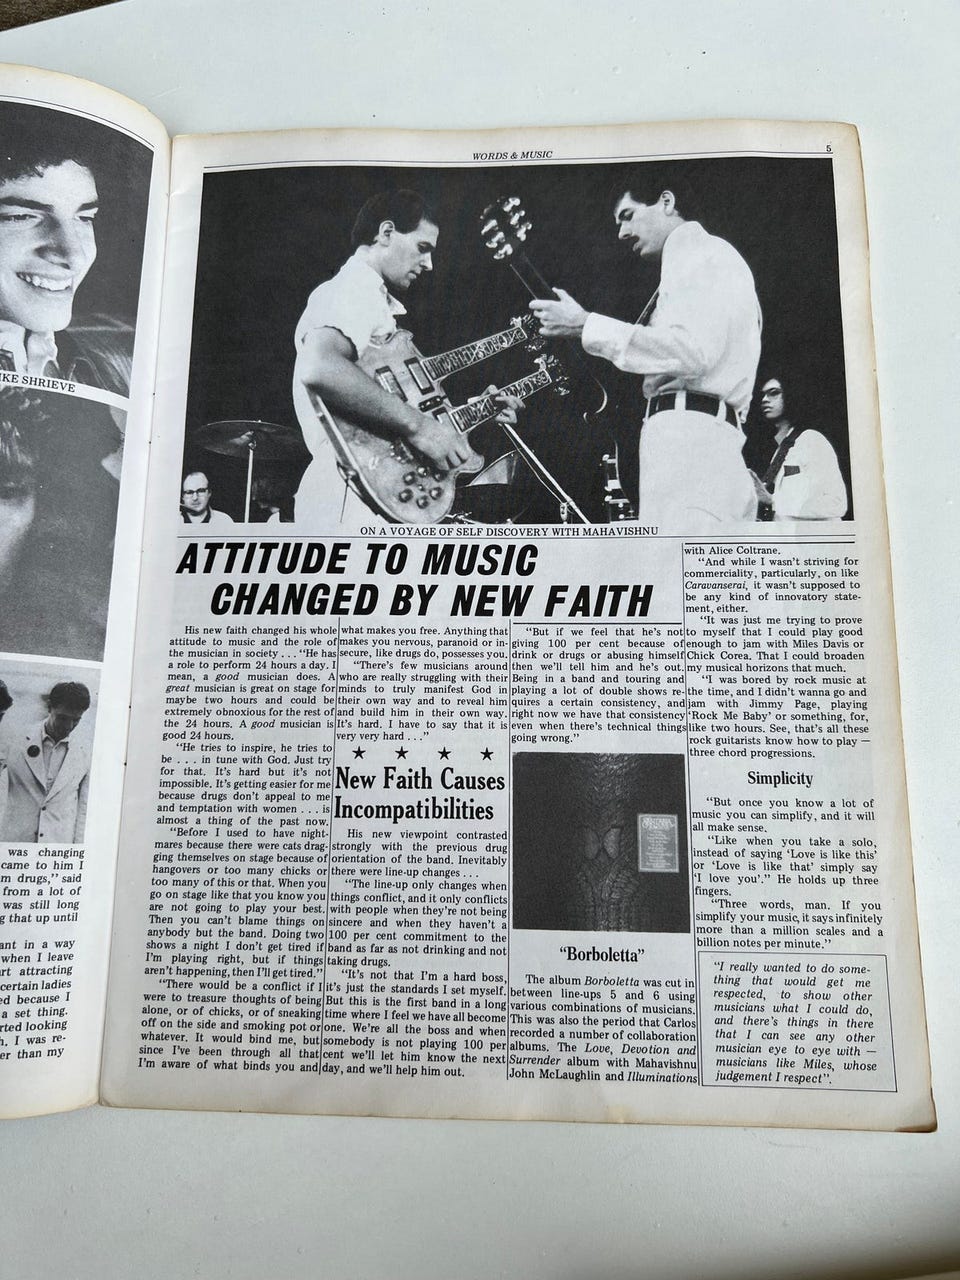 IKE SHRIEVE
was changing
came to him I
m drugs," said
from a lot of
was still long
g that up until
ant in a way
when I leave
rt attracting
certain ladies
ed because I
a set thing.
rted looking
h. I was re-
er than my
WORDS & MUSIC
5
ON A VOYAGE OF SELF DISCOVERY WITH MAHAVISHNU
ATTITUDE TO MUSIC
CHANGED BY NEW FAITH
His new faith changed his whole
attitude to music and the role of
the musician in society . . . "He has
a role to perform 24 hours a day. I
mean, a good musician does. A
great musician is great on stage for
maybe two hours and could be
extremely obnoxious for the rest of
the 24 hours. A good musician is
good 24 hours.
"He tries to inspire, he tries to
be . . . in tune with God. Just try
for that. It's hard but it's not
impossible. It's getting easier for me
because drugs don't appeal to me
and temptation with women . . . is
almost a thing of the past now.
"Before I used to have night-
mares because there were cats drag-
ging themselves on stage because of
hangovers or too many chicks or
too many of this or that. When you
go on stage like that you know you
are not going to play your best.
Then you can't blame things on
anybody but the band. Doing two
shows a night I don't get tired if
I'm playing right, but if things
aren't happening, then I'll get tired."
"There would be a conflict if I
were to treasure thoughts of being
alone, or of chicks, or of sneaking
off on the side and smoking pot or
whatever. It would bind me, but
since I've been through all that
I'm aware of what binds you and
what makes you free. Anything that
makes you nervous, paranoid or in-
secure, like drugs do, possesses you.
"There's few musicians around
who are really struggling with their
minds to truly manifest God in
their own way and to reveal him
and build him in their own way.
It's hard. I have to say that it is
very very hard . . ."
★ ★ ★ ★
New Faith Causes
Incompatibilities
His new viewpoint contrasted
strongly with the previous drug
orientation of the band. Inevitably
there were line-up changes . . .
"The line-up only changes when
things conflict, and it only conflicts
with people when they're not being
sincere and when they haven't a
100 per cent commitment to the
band as far as not drinking and not
taking drugs.
"It's not that I'm a hard boss,
it's just the standards I set myself.
But this is the first band in a long
time where I feel we have all become
one. We're all the boss and when
somebody is not playing 100 per
cent we'll let him know the next
day, and we'll help him out.
"But if we feel that he's not
giving 100 per cent because of
drink or drugs or abusing himself
then we'll tell him and he's out.
Being in a band and touring and
playing a lot of double shows re-
quires a certain consistency, and
right now we have that consistency
even when there's technical things
going wrong."
"Borboletta"
The album Borboletta was cut in
between line-ups 5 and 6 using
various combinations of musicians.
This was also the period that Carlos
recorded a number of collaboration
albums. The Love, Devotion and
Surrender album with Mahavishnu
John McLaughlin and Illuminations
with Alice Coltrane.
"And while I wasn't striving for
commerciality, particularly, on like
Caravanserai, it wasn't supposed to
be any kind of innovatory state-
ment, either.
"It was just me trying to prove
to myself that I could play good
enough to jam with Miles Davis or
Chick Corea. That I could broaden
my musical horizons that much.
"I was bored by rock music at
the time, and I didn't wanna go and
jam with Jimmy Page, playing
'Rock Me Baby' or something, for,
like two hours. See, that's all these
rock guitarists know how to play —
three chord progressions.
Simplicity
"But once you know a lot of
music you can simplify, and it will
all make sense.
"Like when you take a solo,
instead of saying 'Love is like this'
or 'Love is like that' simply say
'I love you'." He holds up three
fingers.
"Three words, man. If you
simplify your music, it says infinitely
more than a million scales and a
billion notes per minute."
"I really wanted to do some-
thing that would get me
respected, to show other
musicians what I could do,
and there's things in there
that I can see any other
musician eye to eye with —
musicians like Miles, whose
judgement I respect".